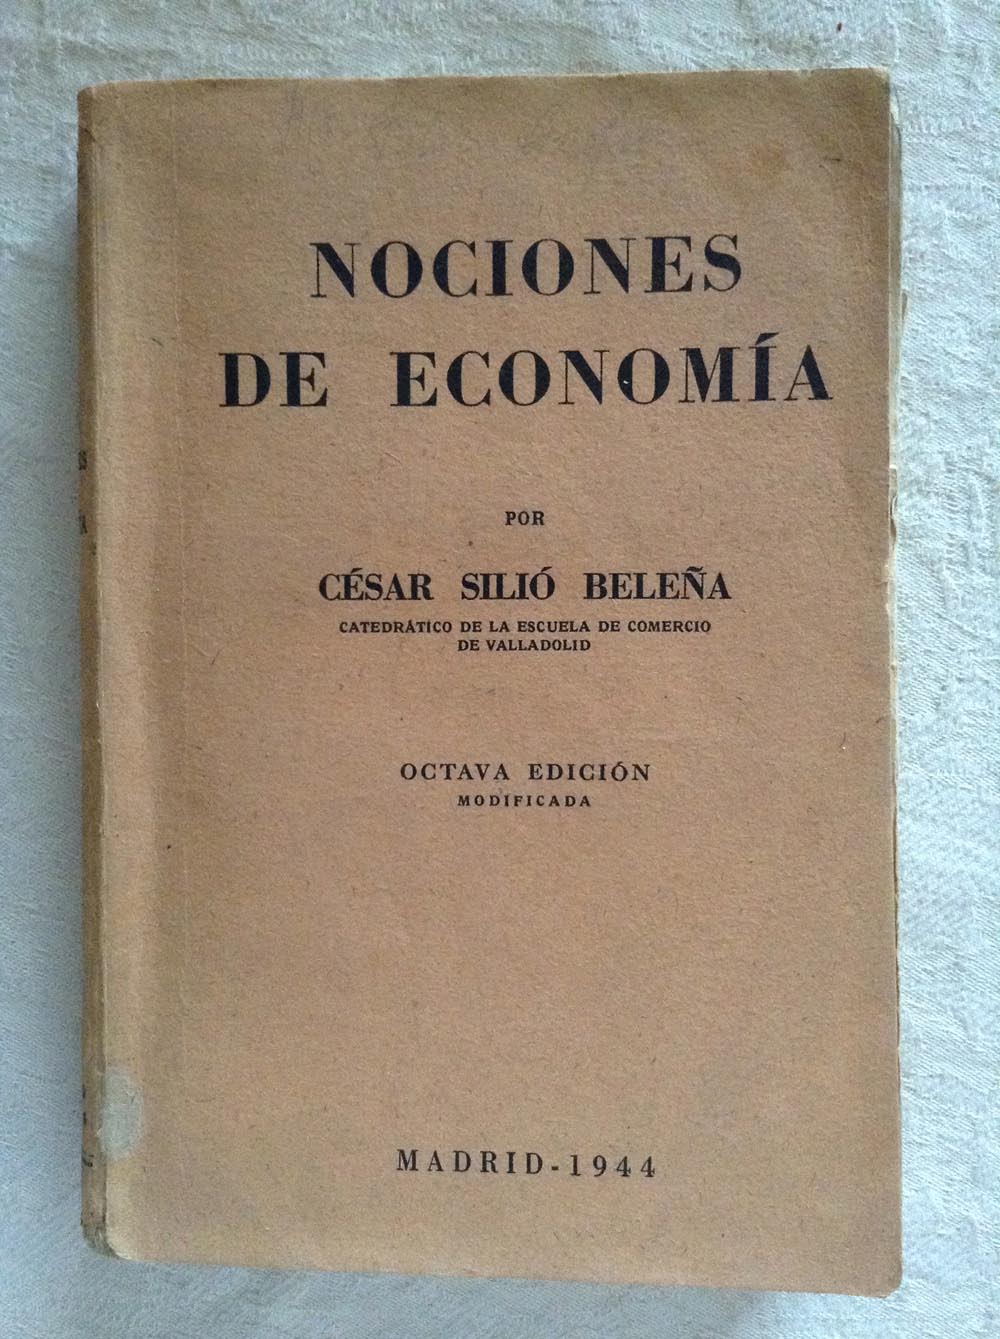 NOCIONES
DE ECONOMÍA
POR
CÉSAR SILIÓ BELEÑA
CATEDRÁTICO DE LA ESCUELA DE COMERCIO
DE VALLADOLID
OCTAVA EDICIÓN
MODIFICADA
MADRID-1944